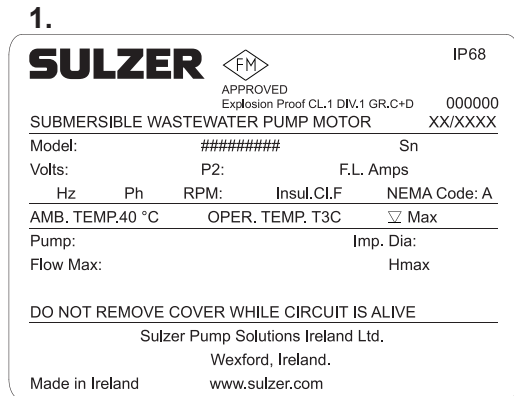 1.
SULZER FM IP68
APPROVED
Explosion Proof CL.1 DIV.1 GR.C+D 000000
SUBMERSIBLE WASTEWATER PUMP MOTOR XX/XXXX
Model: ######### Sn
Volts: P2: F.L. Amps
Hz Ph RPM: Insul.Cl.F NEMA Code: A
AMB. TEMP.40 °C OPER. TEMP. T3C ▽ Max
Pump: Imp. Dia:
Flow Max: Hmax
DO NOT REMOVE COVER WHILE CIRCUIT IS ALIVE
Sulzer Pump Solutions Ireland Ltd.
Wexford, Ireland.
Made in Ireland www.sulzer.com